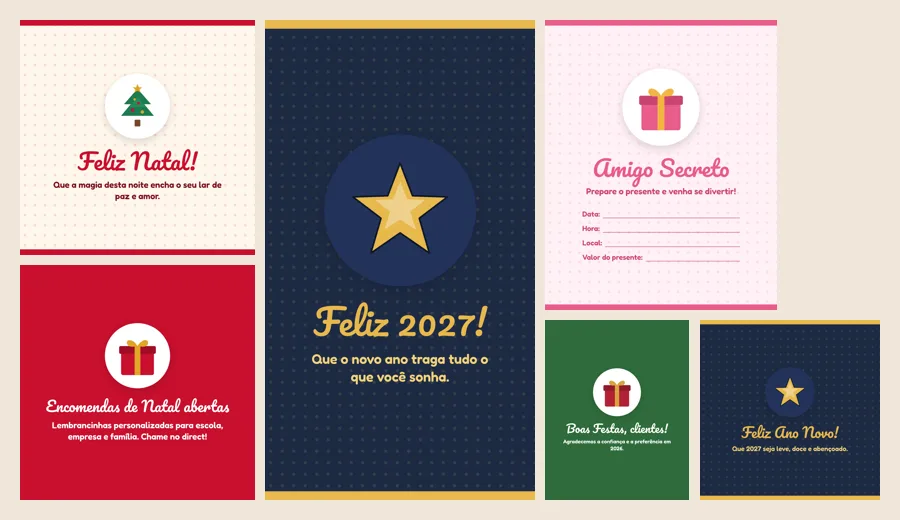 Feliz Natal!
Que a magia desta noite encha o seu lar de
paz e amor.
Encomendas de Natal abertas
Lembrancinhas personalizadas para escola,
empresa e família. Chame no direct!
Feliz 2027!
Que o novo ano traga tudo o
que você sonha.
Amigo Secreto
Prepare o presente e venha se divertir!
Data:
Hora:
Local:
Valor do presente:
Boas Festas, clientes!
Agradecemos a confiança e a preferência em
2026.
Feliz Ano Novo!
Que 2027 seja leve, doce e abençoado.